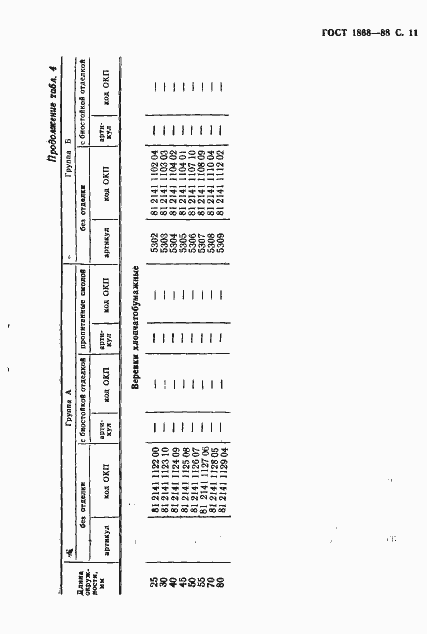 ГОСТ 1868—88 С. 11
Продолжение табл. 4
Длина окружности, мм
Группа А
Группа Б
без отделки
с биостойкой отделкой
пропитанные смолой
без отделки
с биостойкой отделкой
артикул
код ОКП
арти-
кул
код ОКП
арти-
кул
код ОКП
артикул
код ОКП
арти-
кул
код ОКП
Веревки хлопчатобумажные
25 81 2141 1122 00 — — — — 5302 81 2141 1102 04 — —
30 81 2141 1123 10 — — — — 5303 81 2141 1103 03 — —
40 81 2141 1124 09 — — — — 5304 81 2141 1104 02 — —
45 81 2141 1125 08 — — — — 5305 81 2141 1104 01 — —
50 81 2141 1126 07 — — — — 5306 81 2141 1107 10 — —
55 81 2141 1127 06 — — — — 5307 81 2141 1108 09 — —
70 81 2141 1128 05 — — — — 5308 81 2141 1110 04 — —
80 81 2141 1129 04 — — — — 5309 81 2141 1112 02 — —